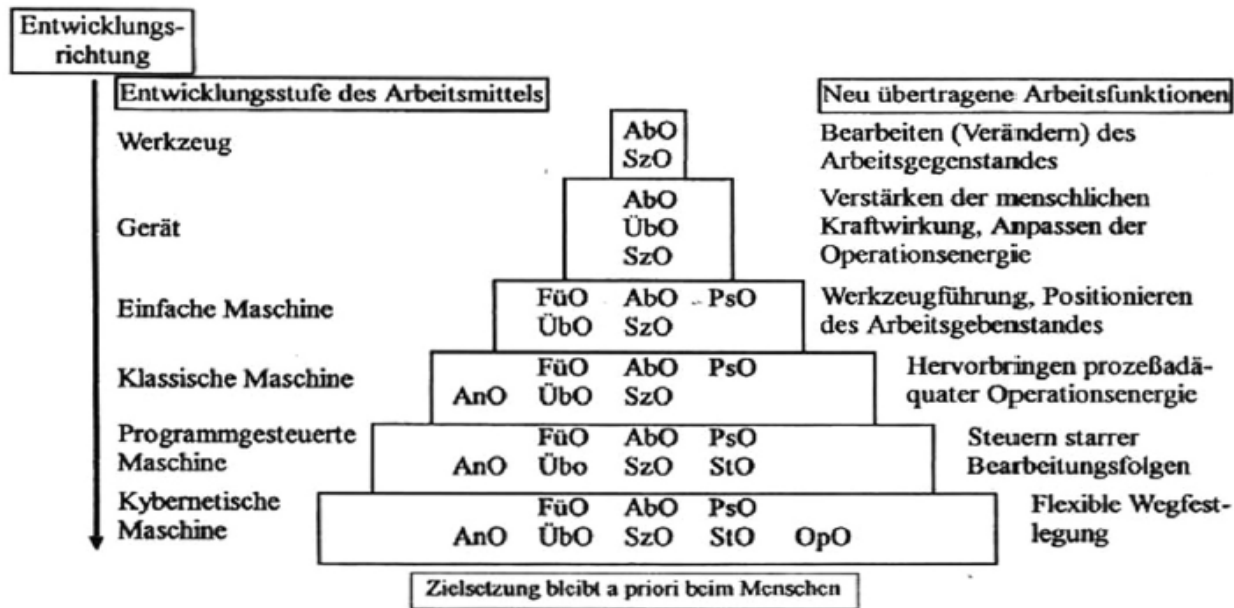 Entwicklungs-
richtung
Entwicklungsstufe des Arbeitsmittels
Neu übertragene Arbeitsfunktionen
Werkzeug
AbO
SzO
Bearbeiten (Verändern) des
Arbeitsgegenstandes
Gerät
AbO
ÜbO
SzO
Verstärken der menschlichen
Kraftwirkung, Anpassen der
Operationsenergie
Einfache Maschine
FüO AbO PsO
ÜbO SzO
Werkzeugführung, Positionieren
des Arbeitsgebenstandes
Klassische Maschine
FüO AbO PsO
AnO ÜbO SzO
Hervorbringen prozeßadä-
quater Operationsenergie
Programmgesteuerte
Maschine
FüO AbO PsO
AnO Übo SzO StO
Steuern starrer
Bearbeitungsfolgen
Kybernetische
Maschine
FüO AbO PsO
AnO ÜbO SzO StO OpO
Flexible Wegfest-
legung
Zielsetzung bleibt a priori beim Menschen